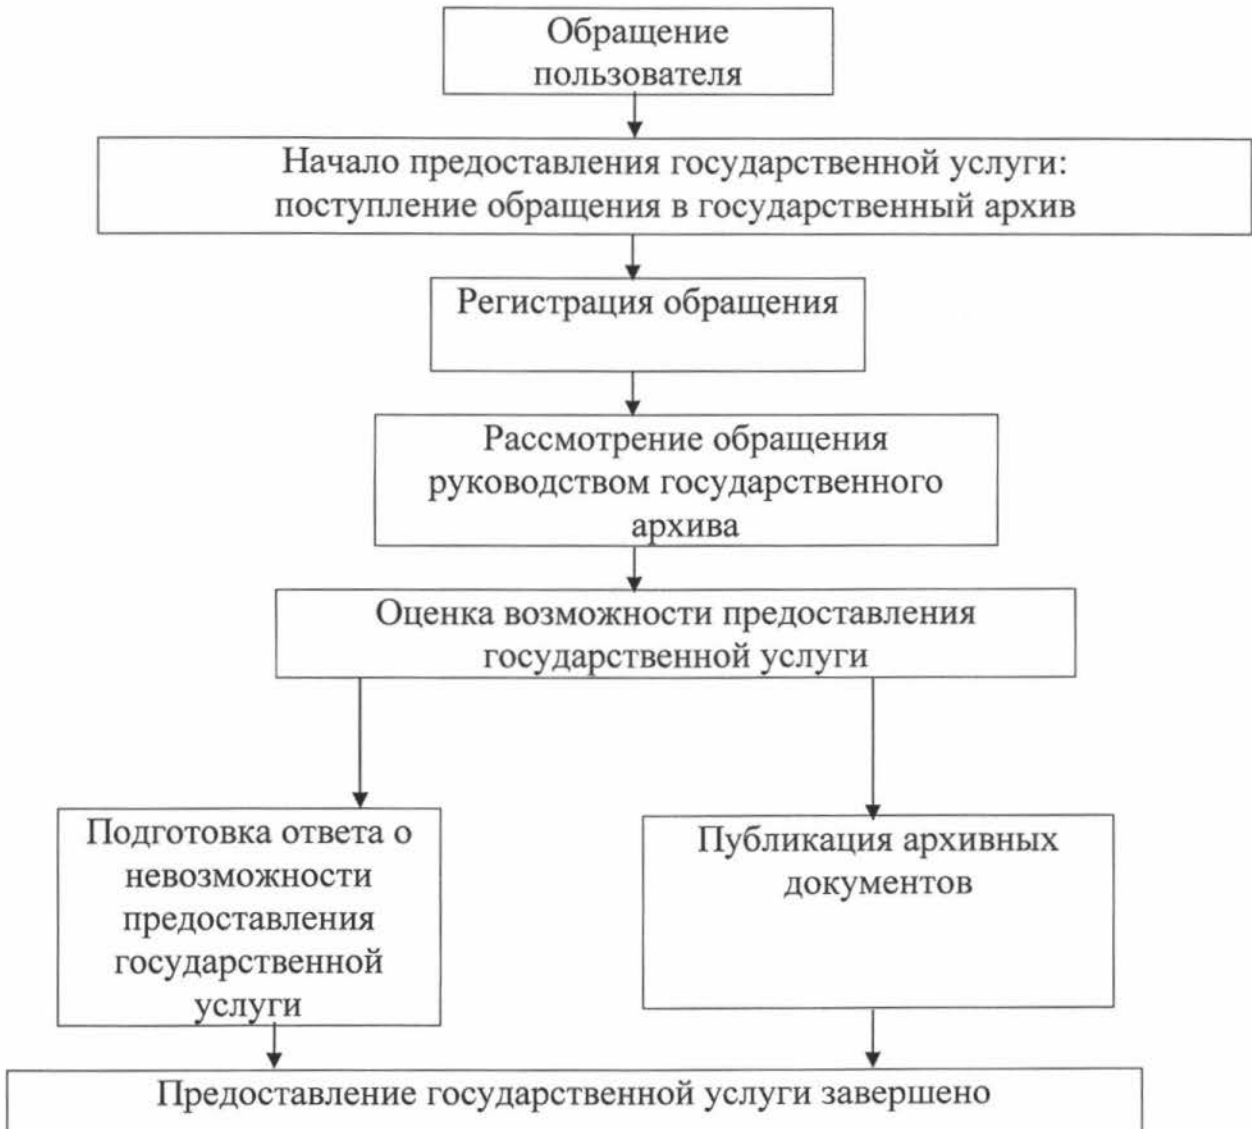 Обращение
пользователя
Начало предоставления государственной услуги:
поступление обращения в государственный архив
Регистрация обращения
Рассмотрение обращения
руководством государственного
архива
Оценка возможности предоставления
государственной услуги
Подготовка ответа о
невозможности
предоставления
государственной
услуги
Публикация архивных
документов
Предоставление государственной услуги завершено